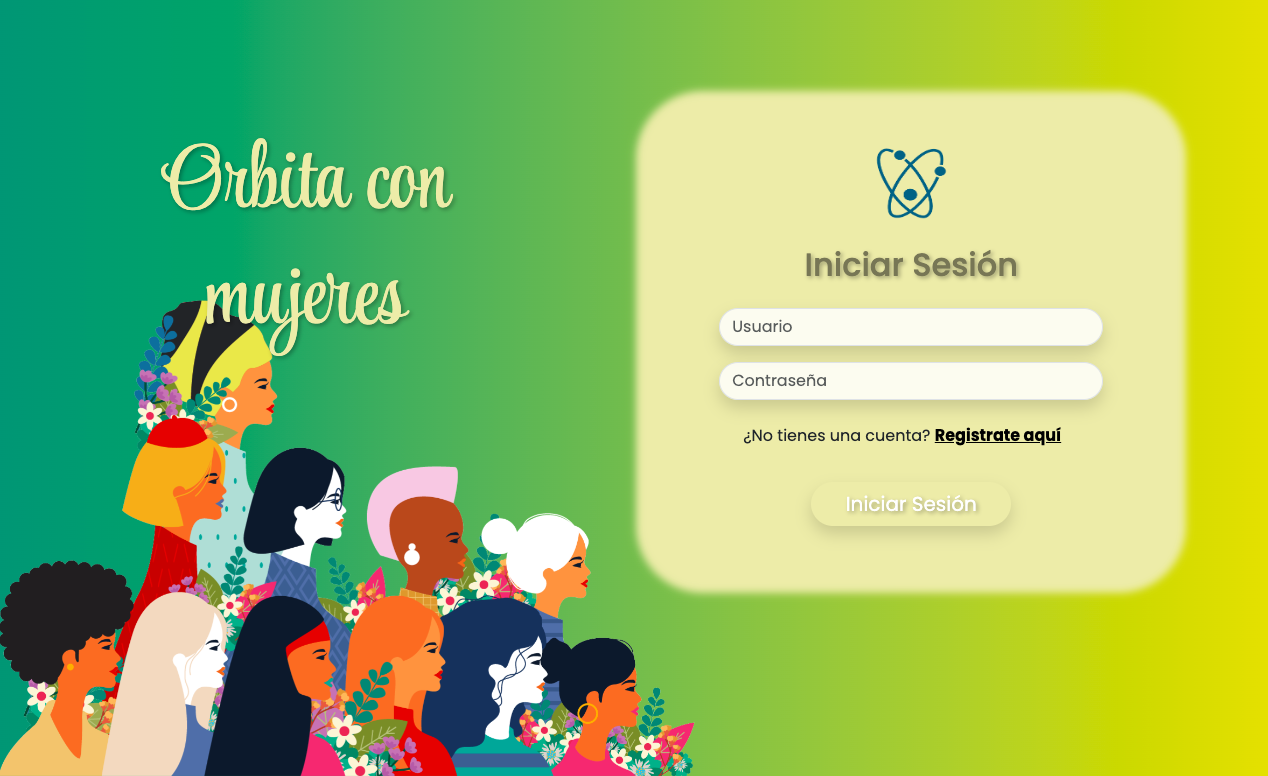 Orbita con
mujeres
Iniciar Sesión
Usuario
Contraseña
¿No tienes una cuenta? Registrate aquí
Iniciar Sesión